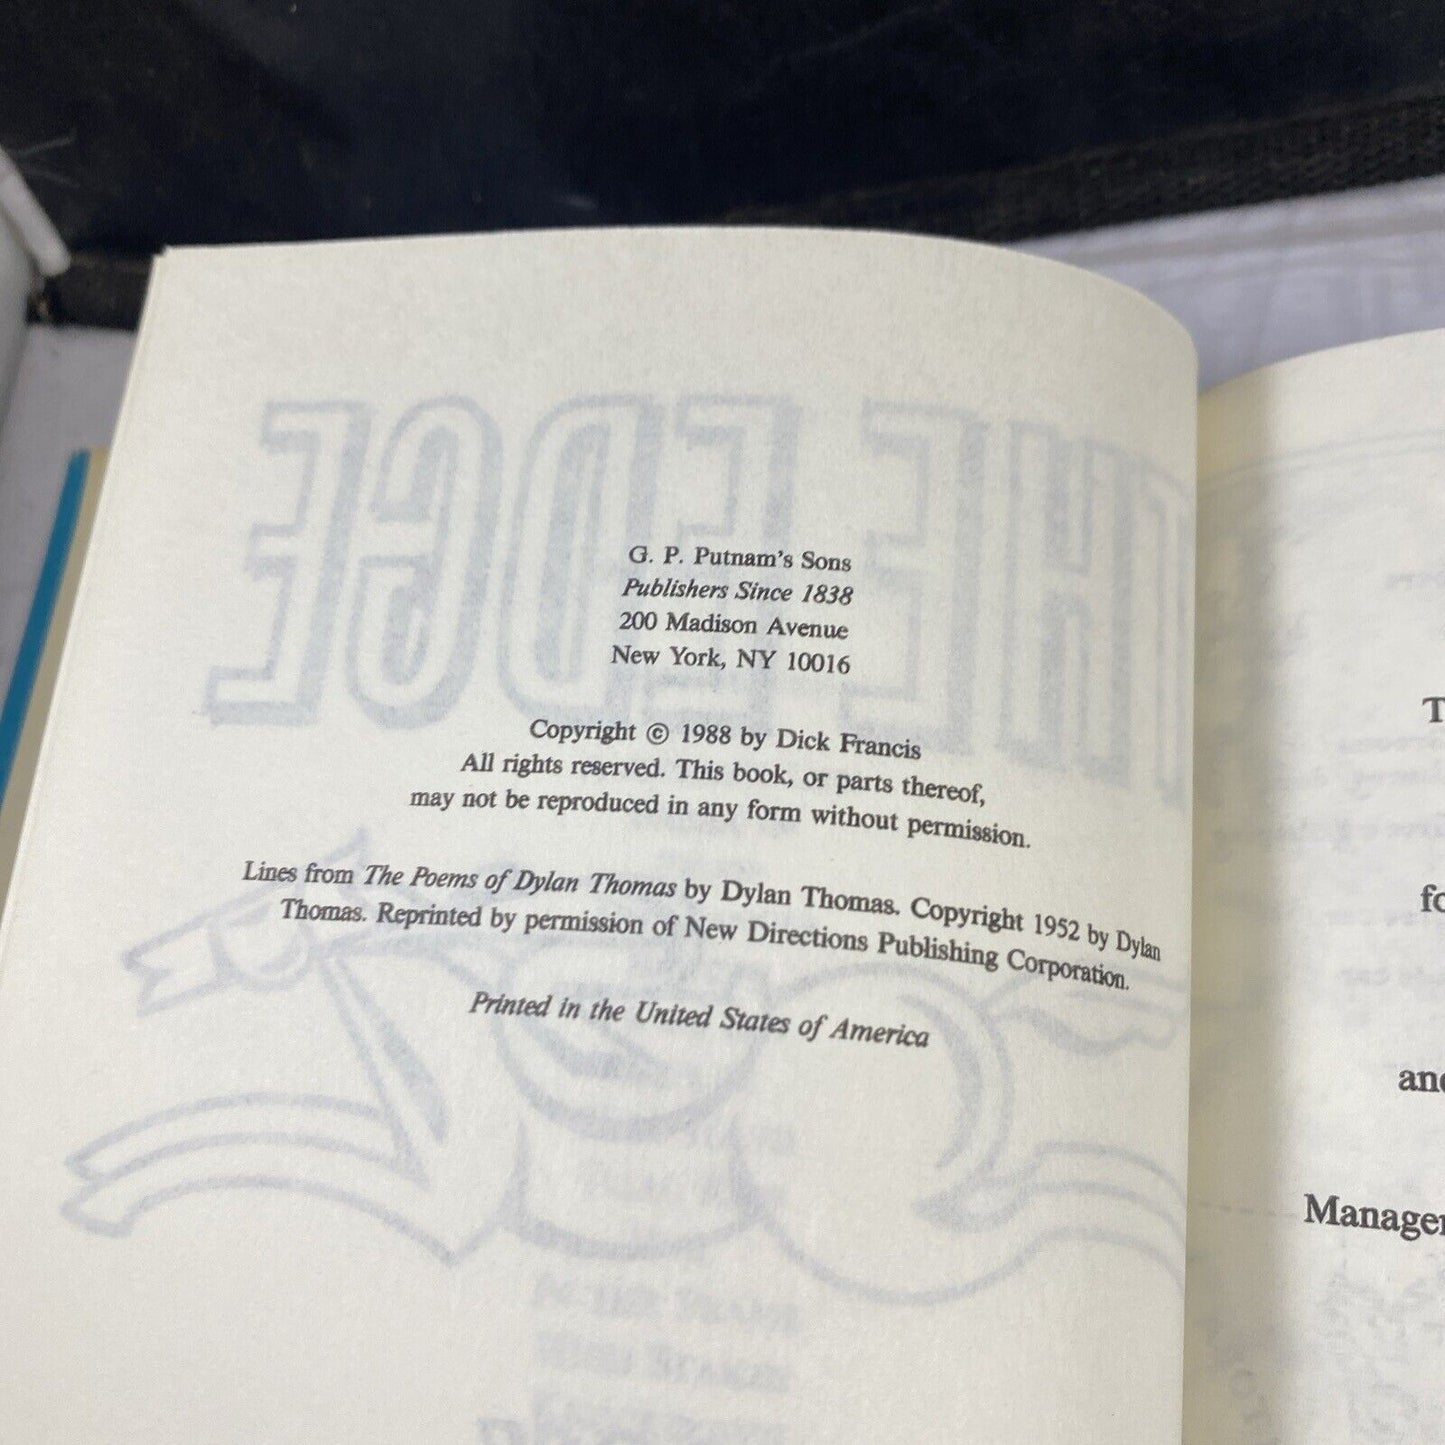 THE EDGE
G. P. Putnam's Sons
Publishers Since 1838
200 Madison Avenue
New York, NY 10016
Copyright © 1988 by Dick Francis
All rights reserved. This book, or parts thereof,
may not be reproduced in any form without permission.
Lines from The Poems of Dylan Thomas by Dylan Thomas. Copyright 1952 by Dylan
Thomas. Reprinted by permission of New Directions Publishing Corporation.
Printed in the United States of America